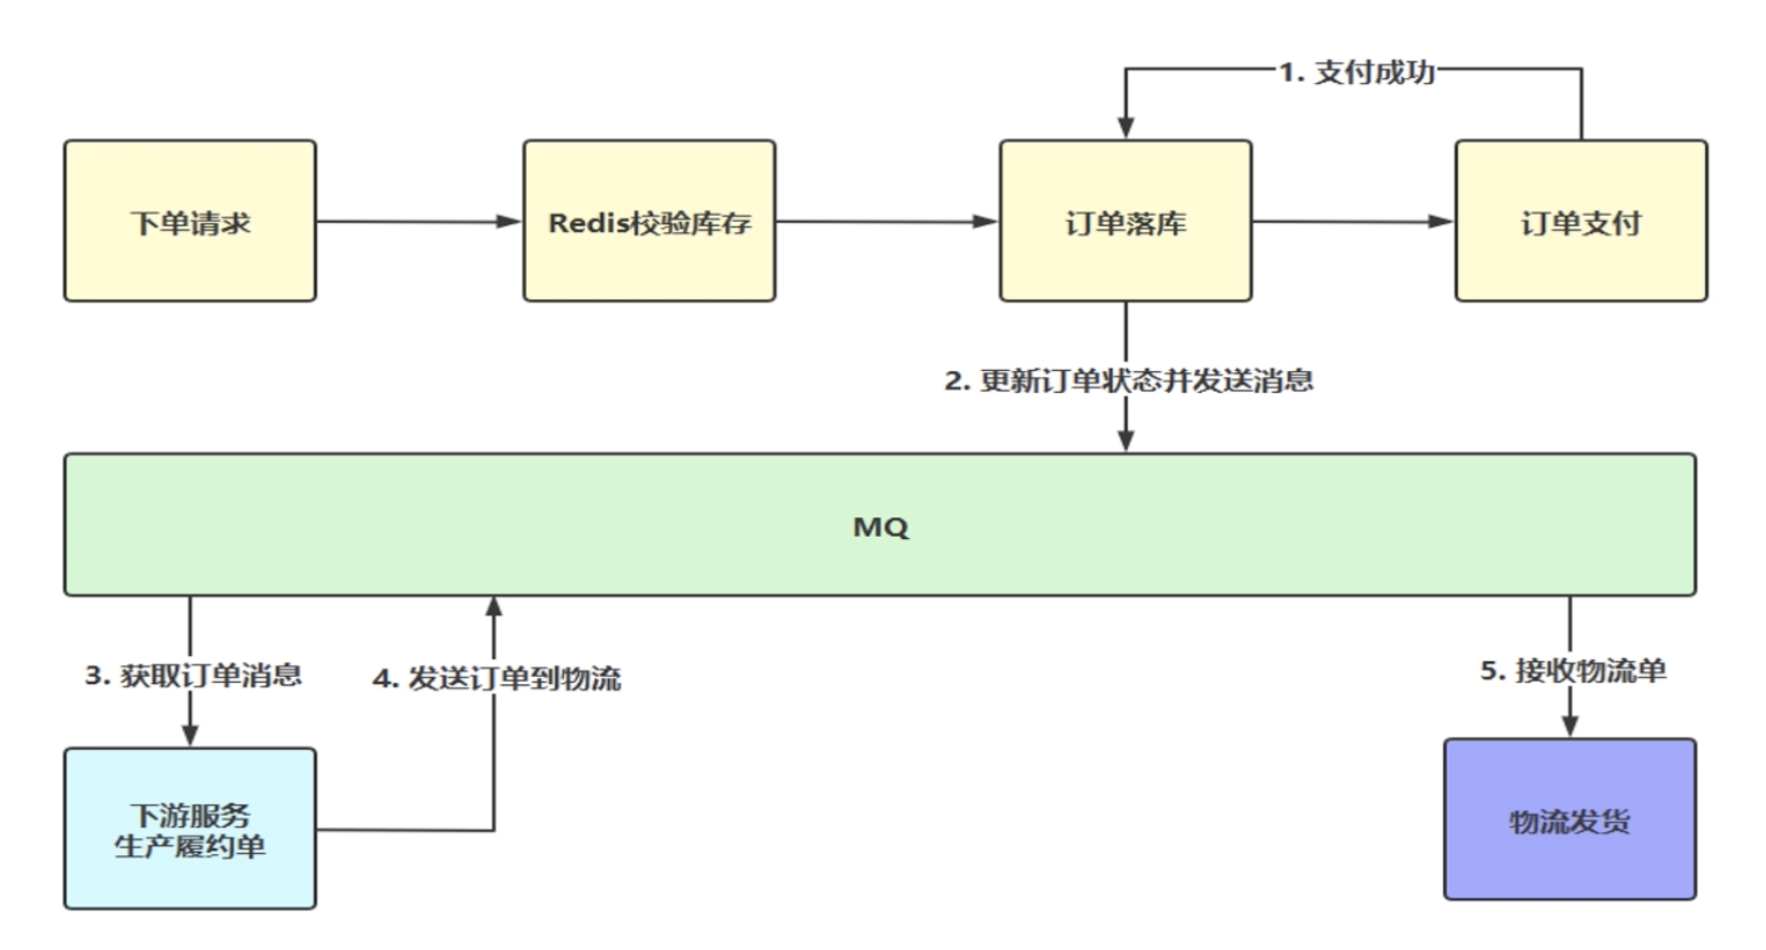 1. 支付成功
下单请求
Redis校验库存
订单落库
订单支付
2. 更新订单状态并发送消息
MQ
3. 获取订单消息
4. 发送订单到物流
5. 接收物流单
下游服务
生产履约单
物流发货